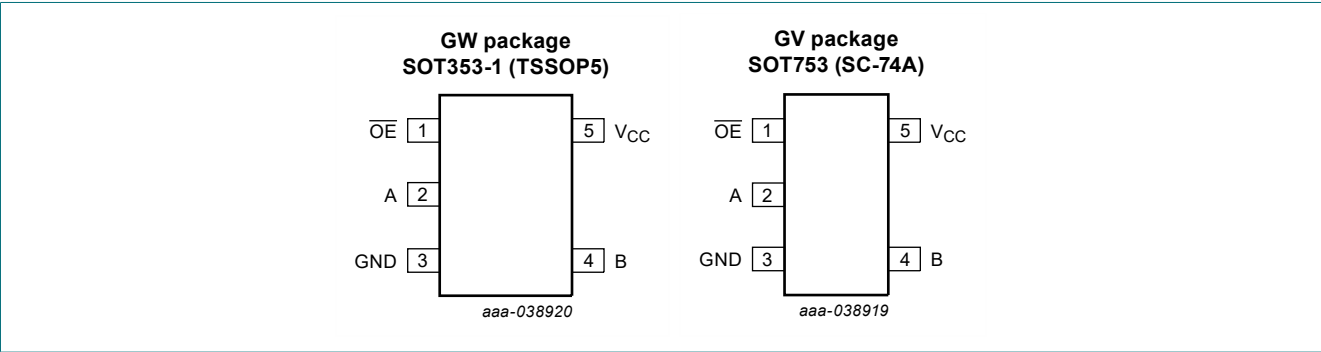 GW package
SOT353-1 (TSSOP5)
OE 1
5 VCC
A 2
GND 3
4 B
aaa-038920
GV package
SOT753 (SC-74A)
OE 1
5 VCC
A 2
GND 3
4 B
aaa-038919